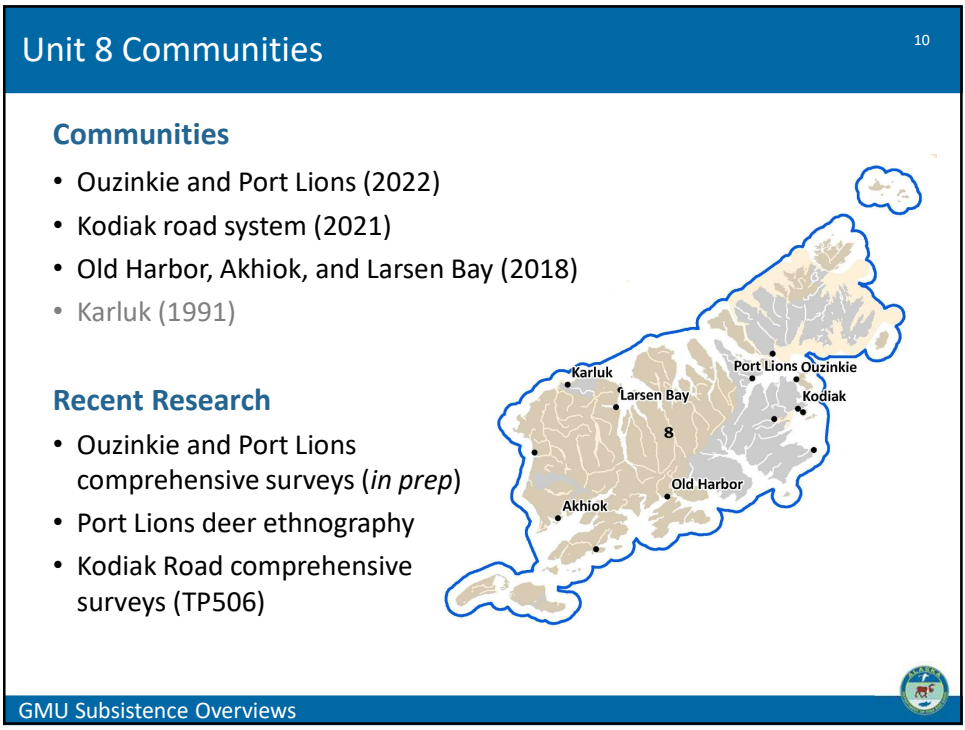 Unit 8 Communities
10
Communities
• Ouzinkie and Port Lions (2022)
• Kodiak road system (2021)
• Old Harbor, Akhiok, and Larsen Bay (2018)
• Karluk (1991)
Recent Research
• Ouzinkie and Port Lions
comprehensive surveys (in prep)
• Port Lions deer ethnography
• Kodiak Road comprehensive
surveys (TP506)
Port Lions
Ouzinkie
Karluk
Larsen Bay
Kodiak
8
Old Harbor
Akhiok
GMU Subsistence Overviews
ALASKA